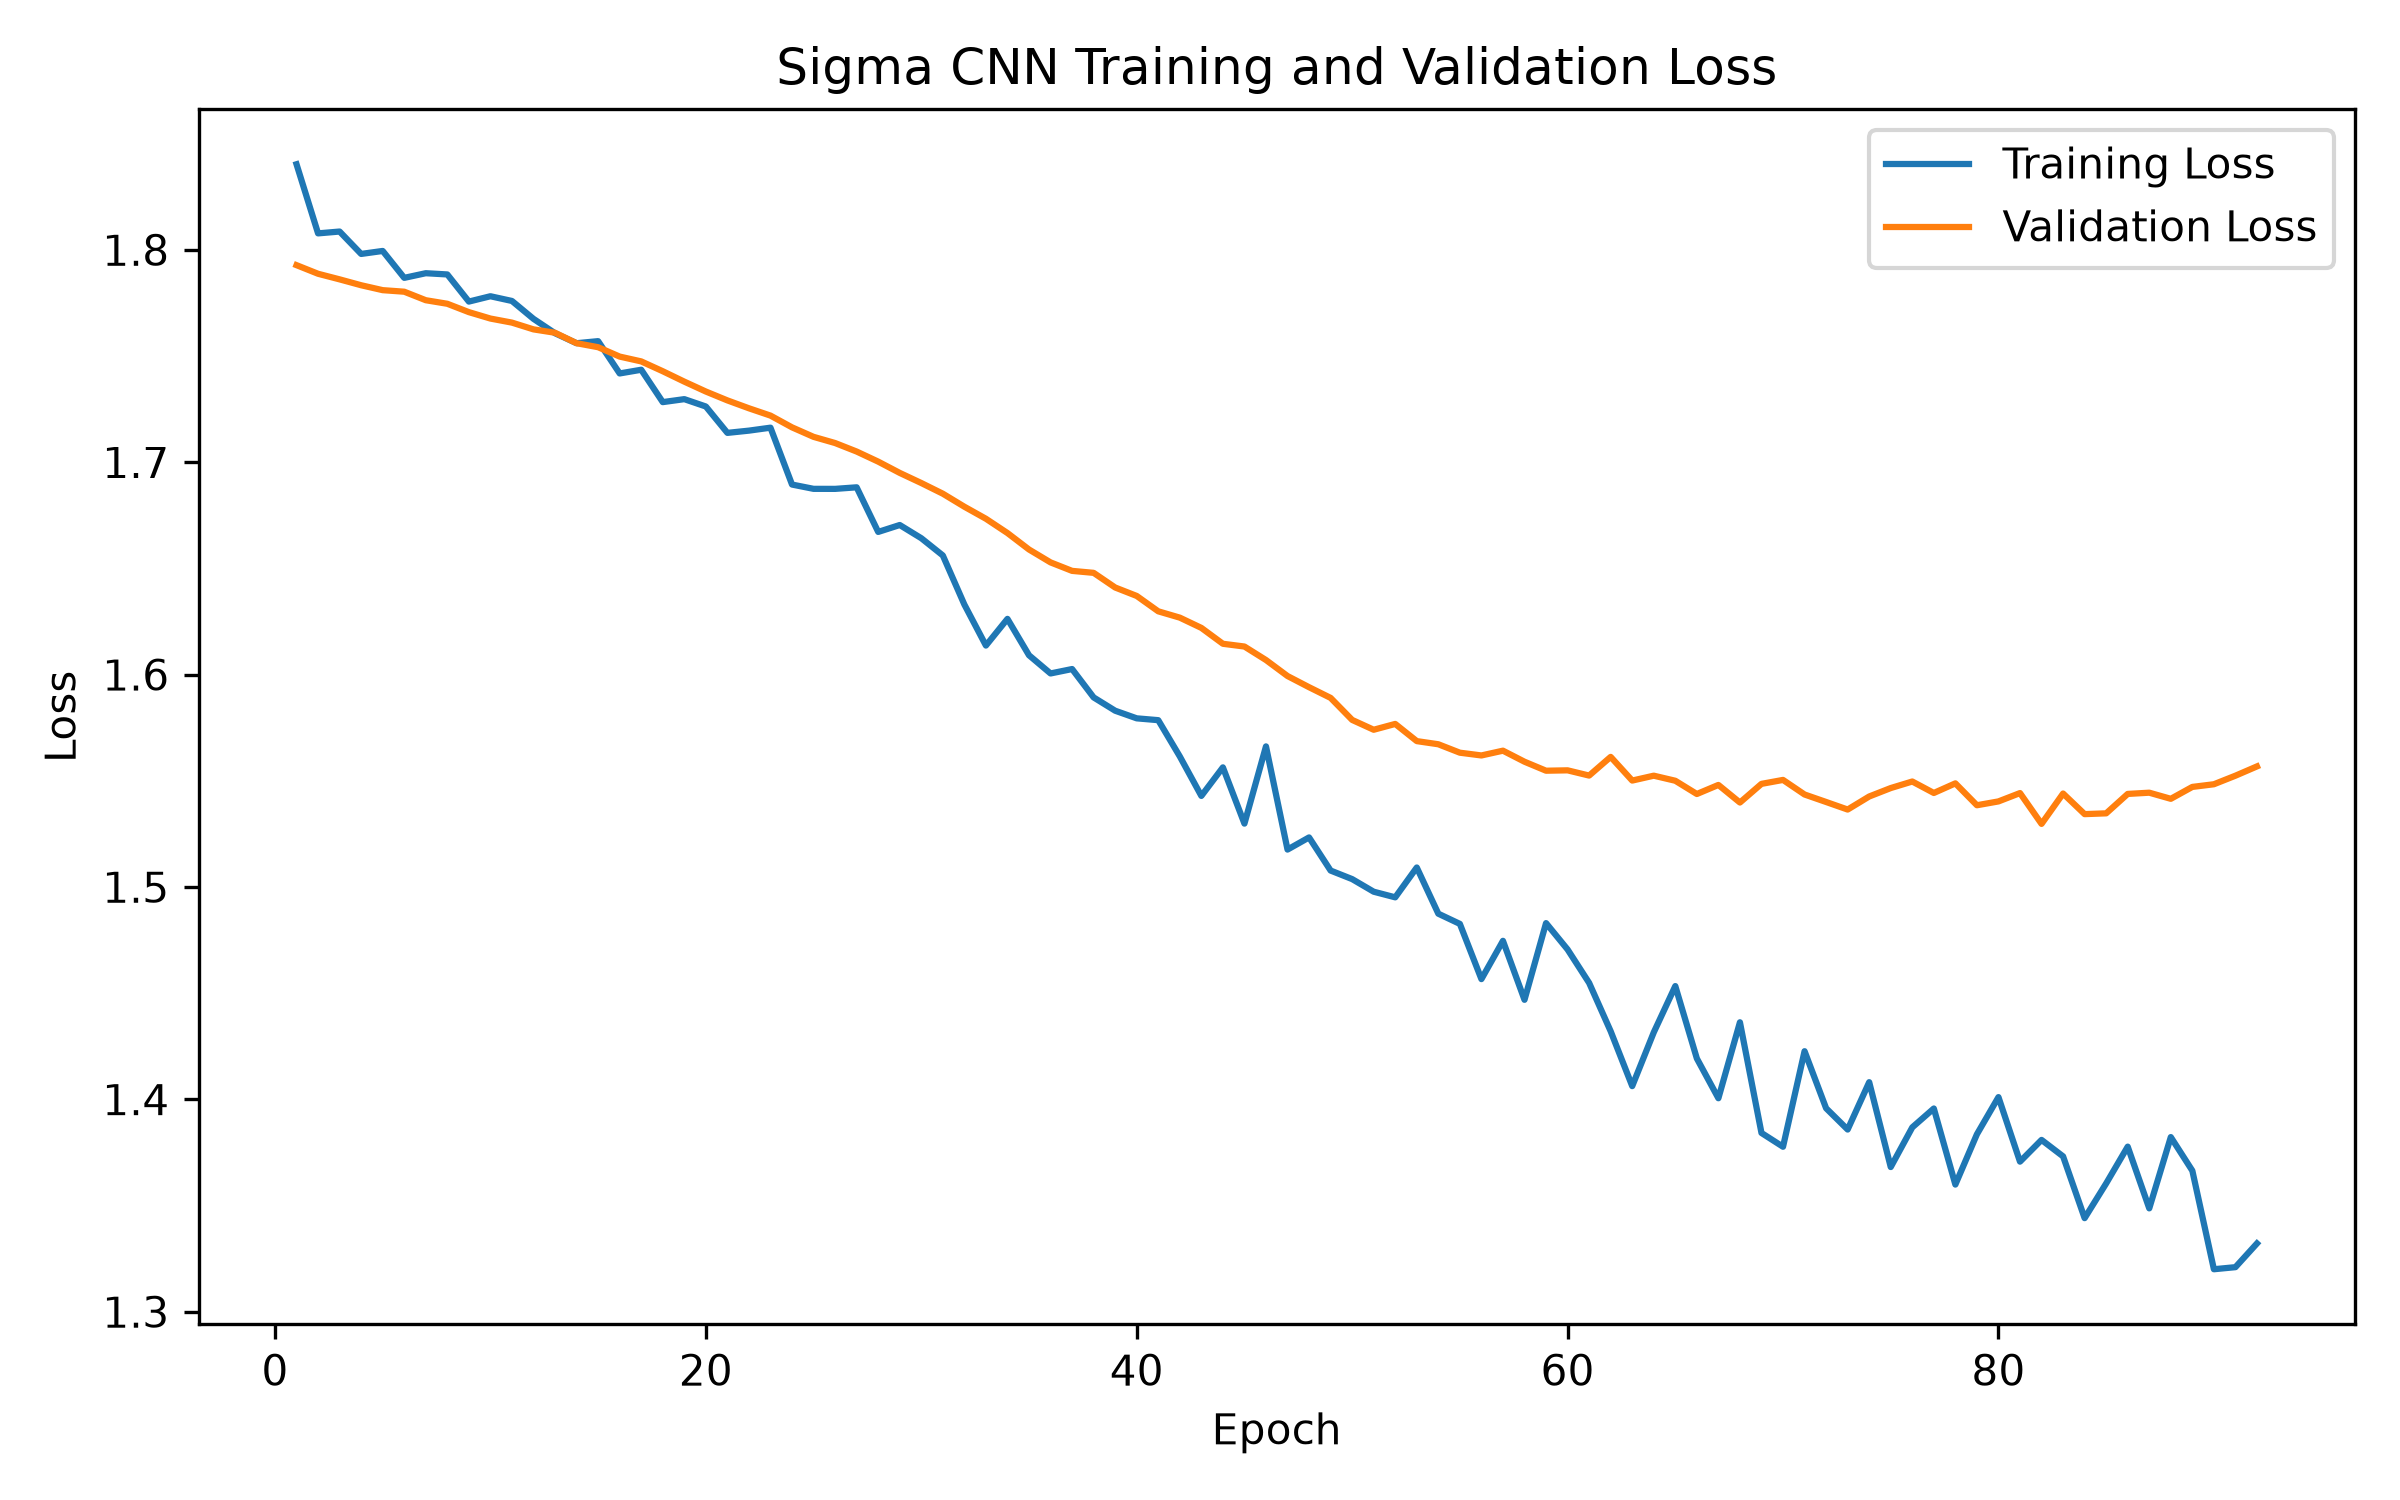 Sigma CNN Training and Validation Loss
Training Loss
Validation Loss
1.8
1.7
1.6
1.5
1.4
1.3
Loss
0 20 40 60 80
Epoch